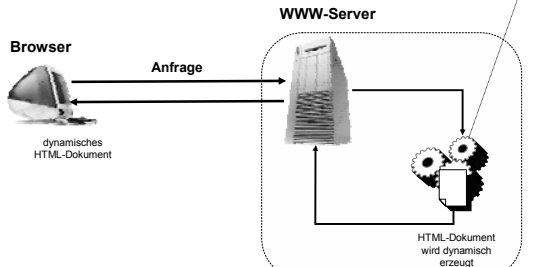 WWW-Server
Browser
Anfrage
dynamisches
HTML-Dokument
HTML-Dokument
wird dynamisch
erzeugt